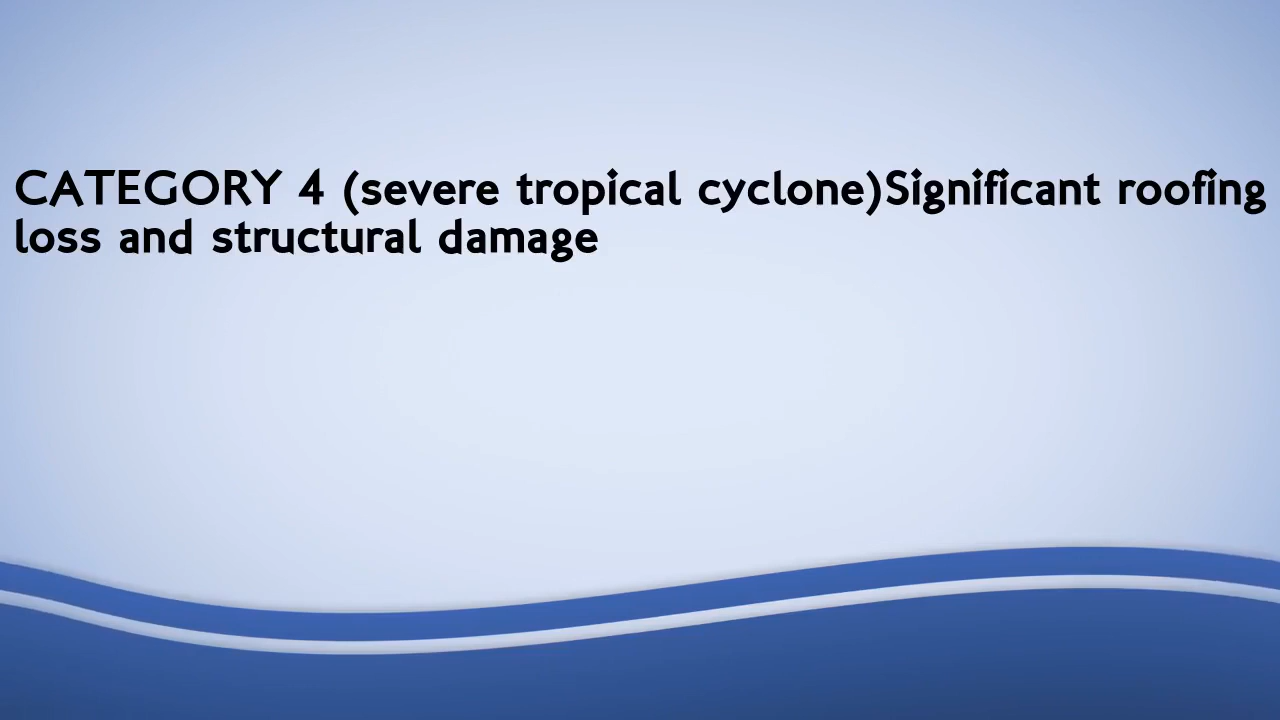 CATEGORY 4 (severe tropical cyclone)Significant roofing
loss and structural damage